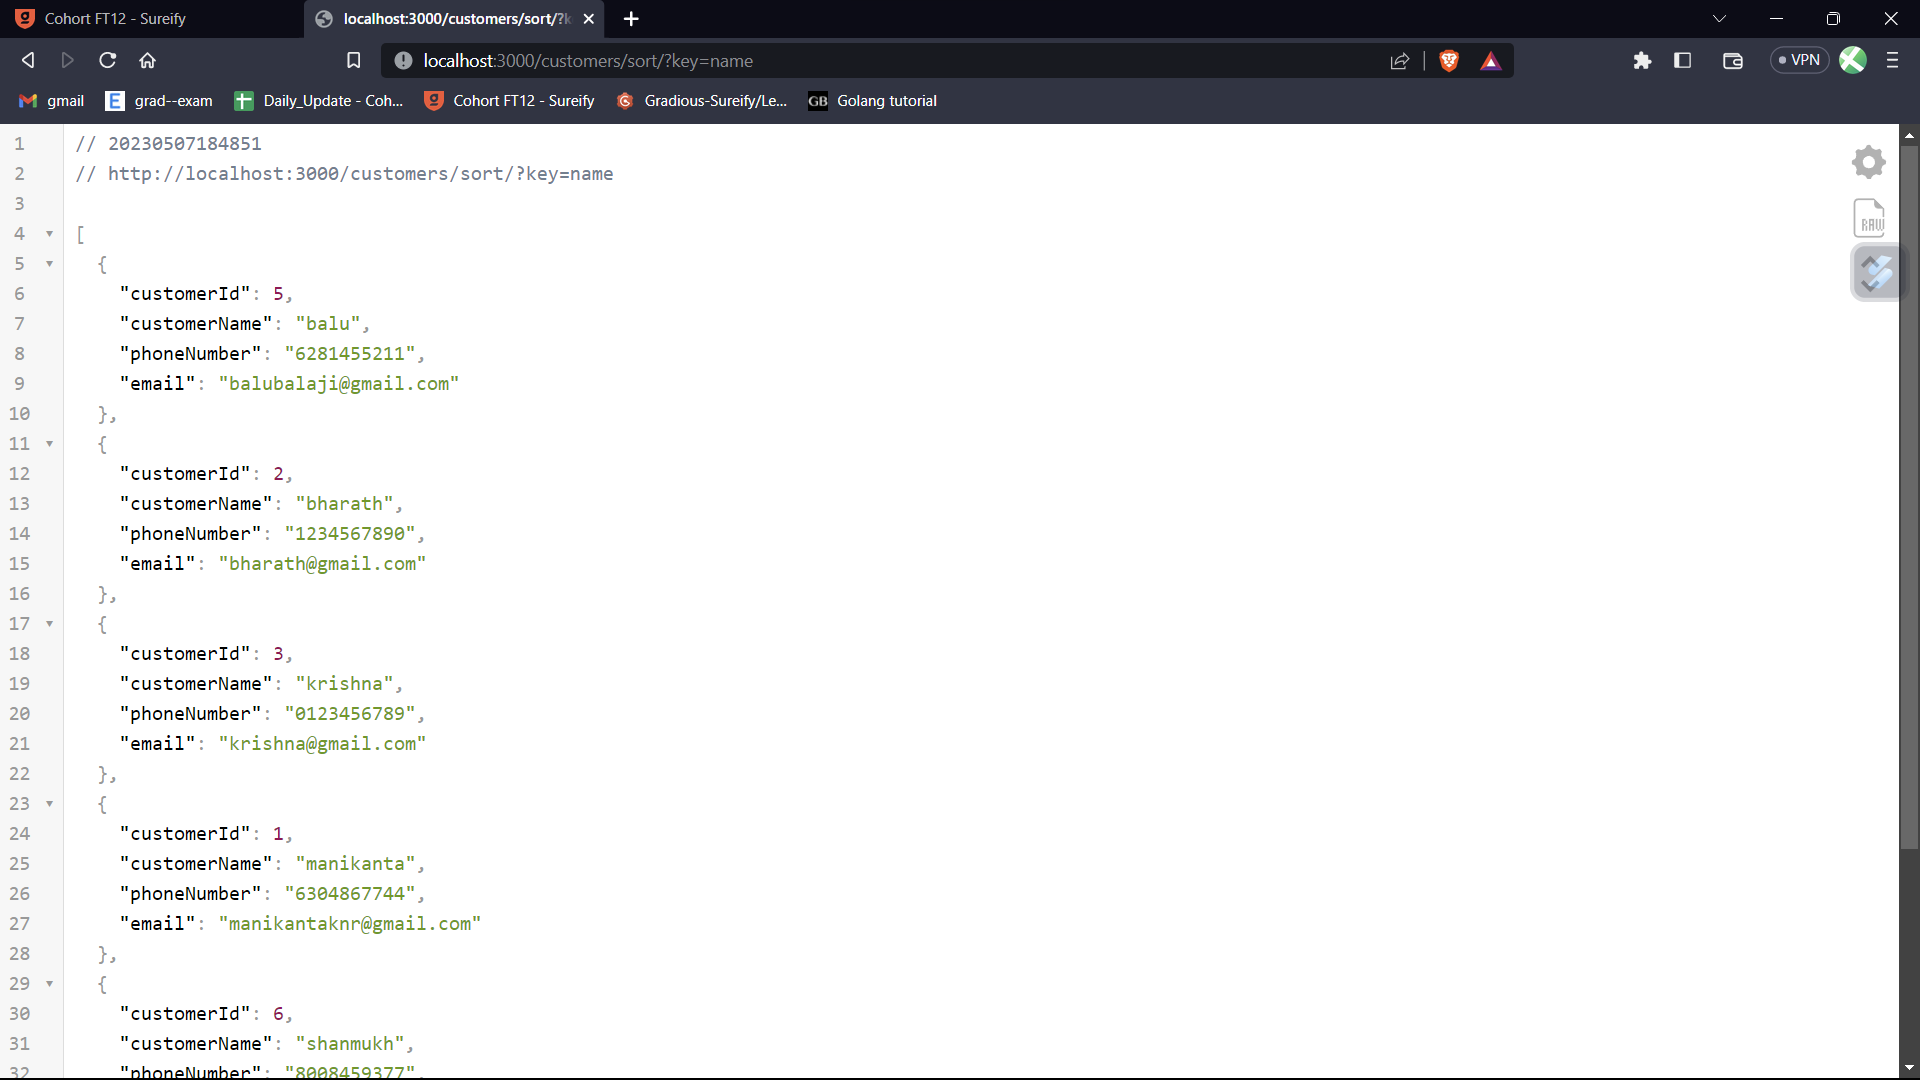 Cohort FT12 - Sureify
localhost:3000/customers/sort/?k
localhost:3000/customers/sort/?key=name
VPN
gmail
grad--exam
Daily_Update - Coh...
Cohort FT12 - Sureify
Gradious-Sureify/Le...
GB Golang tutorial
1 // 20230507184851
2 // http://localhost:3000/customers/sort/?key=name
3
4 [
5 {
6 "customerId": 5,
7 "customerName": "balu",
8 "phoneNumber": "6281455211",
9 "email": "balubalaji@gmail.com"
10 },
11 {
12 "customerId": 2,
13 "customerName": "bharath",
14 "phoneNumber": "1234567890",
15 "email": "bharath@gmail.com"
16 },
17 {
18 "customerId": 3,
19 "customerName": "krishna",
20 "phoneNumber": "0123456789",
21 "email": "krishna@gmail.com"
22 },
23 {
24 "customerId": 1,
25 "customerName": "manikanta",
26 "phoneNumber": "6304867744",
27 "email": "manikantaknr@gmail.com"
28 },
29 {
30 "customerId": 6,
31 "customerName": "shanmukh",
32 "phoneNumber": "8008459377",
RAW